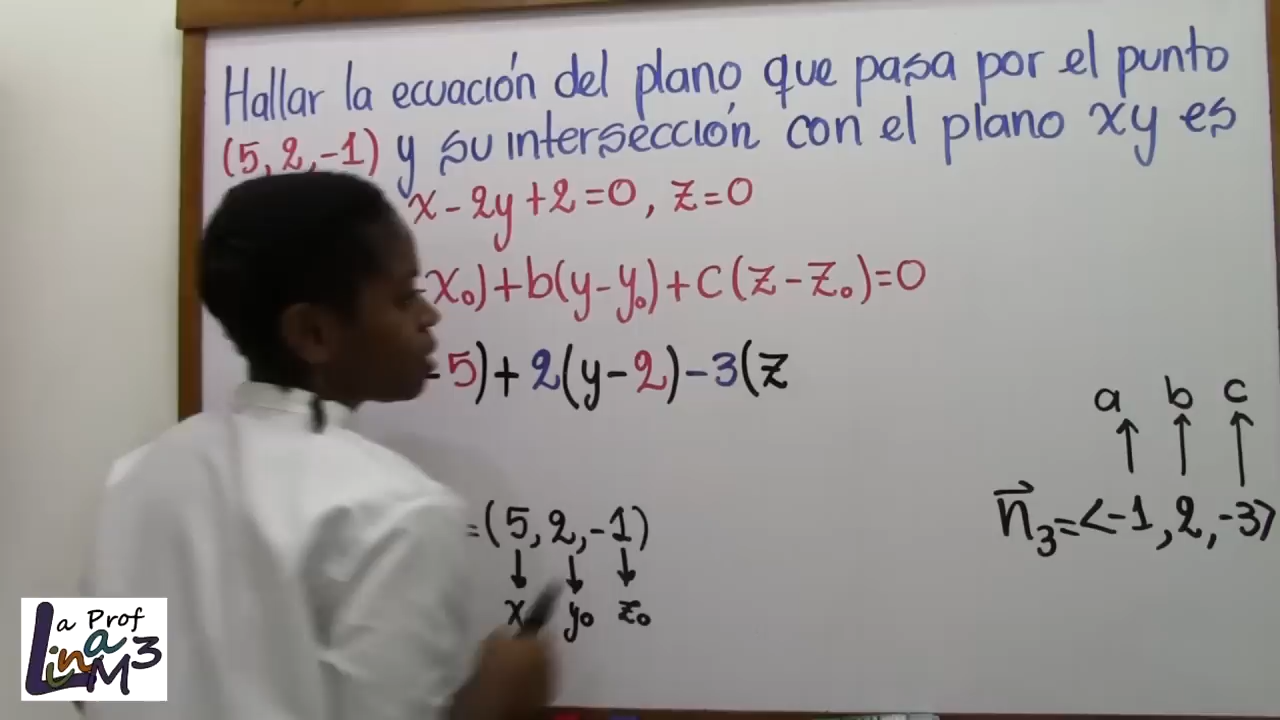 Hallar la ecuación del plano que pasa por el punto
(5, 2, -1) y su intersección con el plano xy es
x - 2y + 2 = 0, z = 0
- x₀) + b(y - y₀) + c(z - z₀) = 0
- 5) + 2(y - 2) - 3(z
a b c
n⃗₃ = <-1, 2, -3>
= (5, 2, -1)
x y₀ z₀
La Prof
Lina M3